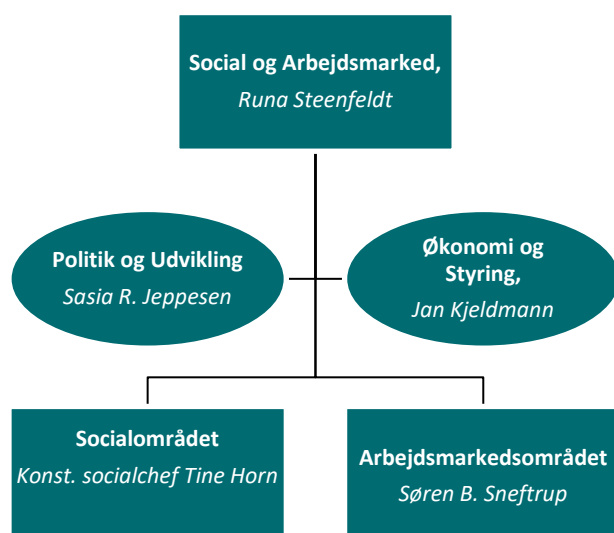 Social og Arbejdsmarked,
Runa Steenfeldt
Politik og Udvikling
Sasia R. Jeppesen
Økonomi og
Styring,
Jan Kjeldmann
Socialområdet
Konst. socialchef Tine Horn
Arbejdsmarkedsområdet
Søren B. Sneftrup